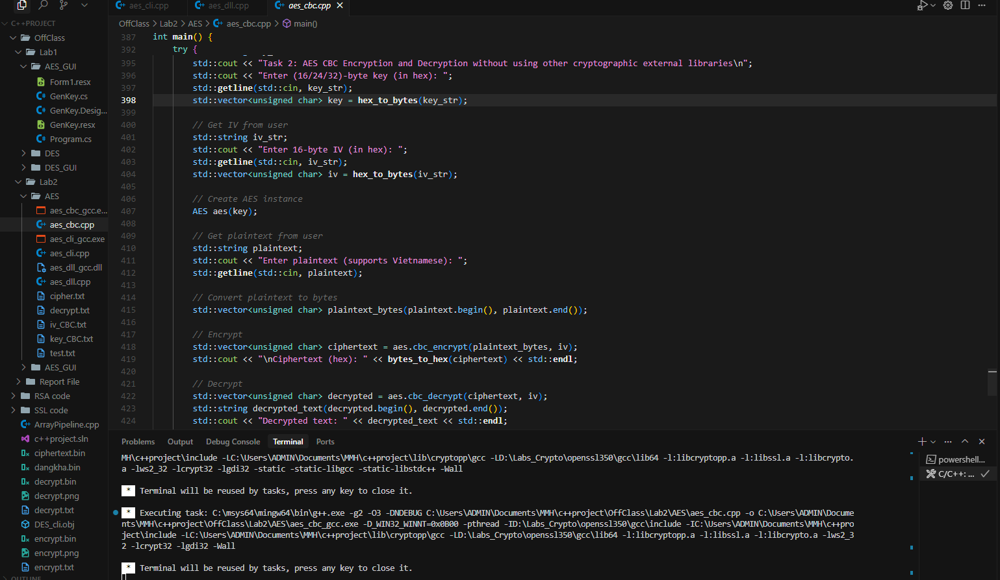 aes_cli.cpp
aes_dll.cpp
aes_cbc.cpp
C++PROJECT
OffClass
Lab1
AES_GUI
Form1.resx
GenKey.cs
GenKey.Desig...
GenKey.resx
Program.cs
DES
DES_GUI
Lab2
AES
aes_cbc_gcc.e...
aes_cbc.cpp
aes_cli_gcc.exe
aes_cli.cpp
aes_dll_gcc.dll
aes_dll.cpp
cipher.txt
decrypt.txt
iv_CBC.txt
key_CBC.txt
test.txt
AES_GUI
Report File
RSA code
SSL code
ArrayPipeline.cpp
c++project.sln
ciphertext.bin
dangkha.bin
decrypt.bin
decrypt.png
decrypt.txt
DES_cli.obj
encrypt.bin
encrypt.png
encrypt.txt
OUTLINE
OffClass > Lab2 > AES > aes_cbc.cpp > main()
387 int main() {
392 try {
395 std::cout << "Task 2: AES CBC Encryption and Decryption without using other cryptographic external libraries\n";
396 std::cout << "Enter (16/24/32)-byte key (in hex): ";
397 std::getline(std::cin, key_str);
398 std::vector<unsigned char> key = hex_to_bytes(key_str);
399
400 // Get IV from user
401 std::string iv_str;
402 std::cout << "Enter 16-byte IV (in hex): ";
403 std::getline(std::cin, iv_str);
404 std::vector<unsigned char> iv = hex_to_bytes(iv_str);
405
406 // Create AES instance
407 AES aes(key);
408
409 // Get plaintext from user
410 std::string plaintext;
411 std::cout << "Enter plaintext (supports Vietnamese): ";
412 std::getline(std::cin, plaintext);
413
414 // Convert plaintext to bytes
415 std::vector<unsigned char> plaintext_bytes(plaintext.begin(), plaintext.end());
416
417 // Encrypt
418 std::vector<unsigned char> ciphertext = aes.cbc_encrypt(plaintext_bytes, iv);
419 std::cout << "\nCiphertext (hex): " << bytes_to_hex(ciphertext) << std::endl;
420
421 // Decrypt
422 std::vector<unsigned char> decrypted = aes.cbc_decrypt(ciphertext, iv);
423 std::string decrypted_text(decrypted.begin(), decrypted.end());
424 std::cout << "Decrypted text: " << decrypted_text << std::endl;
Problems Output Debug Console Terminal Ports
MH\c++project\include -LC:\Users\ADMIN\Documents\MMH\c++project\lib\cryptopp\gcc -LD:\Labs_Crypto\openssl350\gcc\lib64 -l:libcryptopp.a -l:libssl.a -l:libcrypto.
a -lws2_32 -lcrypt32 -lgdi32 -static -static-libgcc -static-libstdc++ -Wall
* Terminal will be reused by tasks, press any key to close it.
* Executing task: C:\msys64\mingw64\bin\g++.exe -g2 -O3 -DNDEBUG C:\Users\ADMIN\Documents\MMH\c++project\OffClass\Lab2\AES\aes_cbc.cpp -o C:\Users\ADMIN\Docume
nts\MMH\c++project\OffClass\Lab2\AES\aes_cbc_gcc.exe -D_WIN32_WINNT=0x0B00 -pthread -ID:\Labs_Crypto\openssl350\gcc\include -IC:\Users\ADMIN\Documents\MMH\c++pro
ject\include -LC:\Users\ADMIN\Documents\MMH\c++project\lib\cryptopp\gcc -LD:\Labs_Crypto\openssl350\gcc\lib64 -l:libcryptopp.a -l:libssl.a -l:libcrypto.a -lws2_3
2 -lcrypt32 -lgdi32 -Wall
* Terminal will be reused by tasks, press any key to close it.
powershell...
C/C++: ...